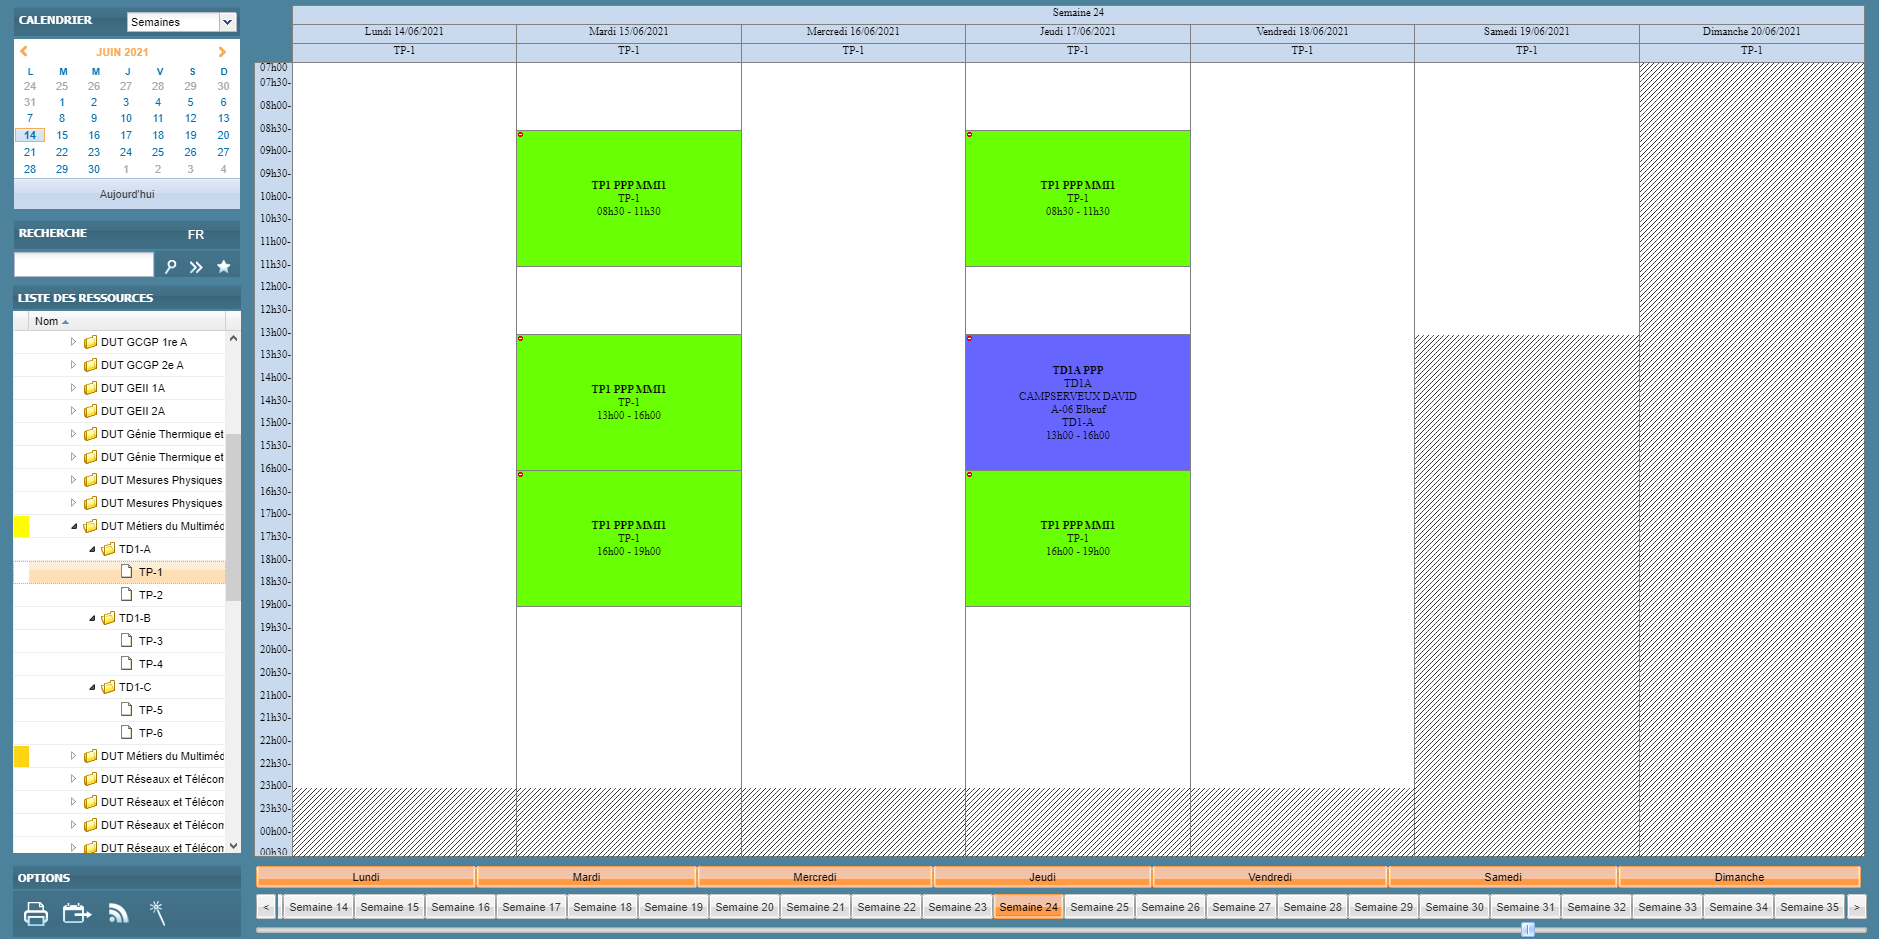 CALENDRIER
Semaines
JUIN 2021
L M M J V S D
24 25 26 27 28 29 30
31 1 2 3 4 5 6
7 8 9 10 11 12 13
14 15 16 17 18 19 20
21 22 23 24 25 26 27
28 29 30 1 2 3 4
Aujourd'hui
RECHERCHE FR
LISTE DES RESSOURCES
Nom
DUT GCGP 1re A
DUT GCGP 2e A
DUT GEII 1A
DUT GEII 2A
DUT Génie Thermique et
DUT Génie Thermique et
DUT Mesures Physiques
DUT Mesures Physiques
DUT Métiers du Multiméd
TD1-A
TP-1
TP-2
TD1-B
TP-3
TP-4
TD1-C
TP-5
TP-6
DUT Métiers du Multiméd
DUT Réseaux et Télécom
DUT Réseaux et Télécom
DUT Réseaux et Télécom
DUT Réseaux et Télécom
OPTIONS
Semaine 24
Lundi 14/06/2021 Mardi 15/06/2021 Mercredi 16/06/2021 Jeudi 17/06/2021 Vendredi 18/06/2021 Samedi 19/06/2021 Dimanche 20/06/2021
TP-1 TP-1 TP-1 TP-1 TP-1 TP-1 TP-1
07h00
07h30-
08h00-
08h30-
09h00-
09h30-
10h00-
10h30-
11h00-
11h30-
12h00-
12h30-
13h00-
13h30-
14h00-
14h30-
15h00-
15h30-
16h00-
16h30-
17h00-
17h30-
18h00-
18h30-
19h00-
19h30-
20h00-
20h30-
21h00-
21h30-
22h00-
22h30-
23h00-
23h30-
00h00-
00h30
TP1 PPP MMI1
TP-1
08h30 - 11h30
TP1 PPP MMI1
TP-1
13h00 - 16h00
TP1 PPP MMI1
TP-1
16h00 - 19h00
TP1 PPP MMI1
TP-1
08h30 - 11h30
TD1A PPP
TD1A
CAMPSERVEUX DAVID
A-06 Elbeuf
TD1-A
13h00 - 16h00
TP1 PPP MMI1
TP-1
16h00 - 19h00
Lundi Mardi Mercredi Jeudi Vendredi Samedi Dimanche
< Semaine 14 Semaine 15 Semaine 16 Semaine 17 Semaine 18 Semaine 19 Semaine 20 Semaine 21 Semaine 22 Semaine 23 Semaine 24 Semaine 25 Semaine 26 Semaine 27 Semaine 28 Semaine 29 Semaine 30 Semaine 31 Semaine 32 Semaine 33 Semaine 34 Semaine 35 >